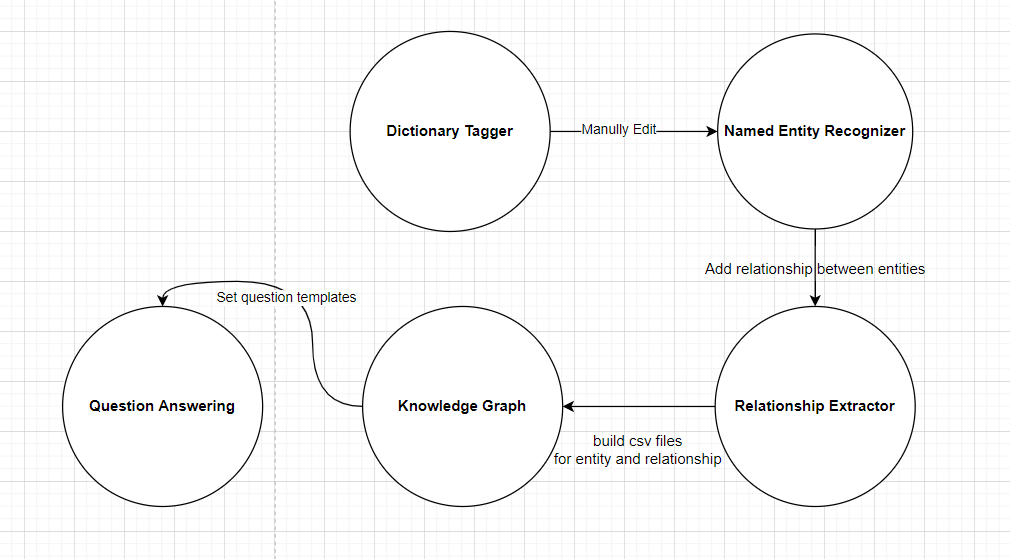 Dictionary Tagger
Manully Edit
Named Entity Recognizer
Add relationship between entities
Relationship Extractor
build csv files
for entity and relationship
Knowledge Graph
Set question templates
Question Answering